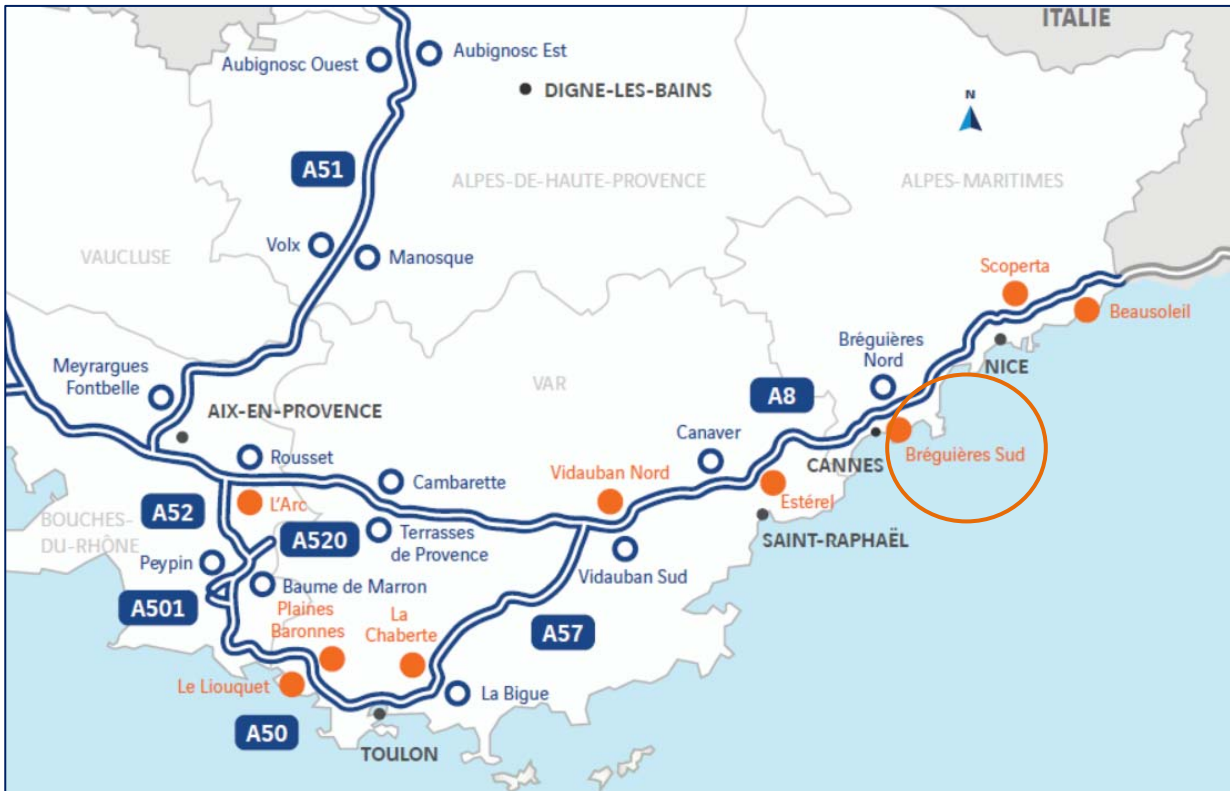 ITALIE
Aubignosc Ouest
Aubignosc Est
DIGNE-LES-BAINS
N
A51
ALPES-DE-HAUTE-PROVENCE
ALPES-MARITIMES
VAUCLUSE
Volx
Manosque
Scoperta
Beausoleil
Meyrargues
Fontbelle
Bréguières
Nord
NICE
VAR
A8
AIX-EN-PROVENCE
Rousset
Cambarette
Canaver
CANNES
Bréguières Sud
Vidauban Nord
Estérel
A52
L'Arc
BOUCHES-
DU-RHÔNE
A520
Terrasses
de Provence
SAINT-RAPHAËL
Peypin
Vidauban Sud
Baume de Marron
A501
Plaines
Baronnes
La
Chaberte
A57
Le Liouquet
La Bigue
A50
TOULON